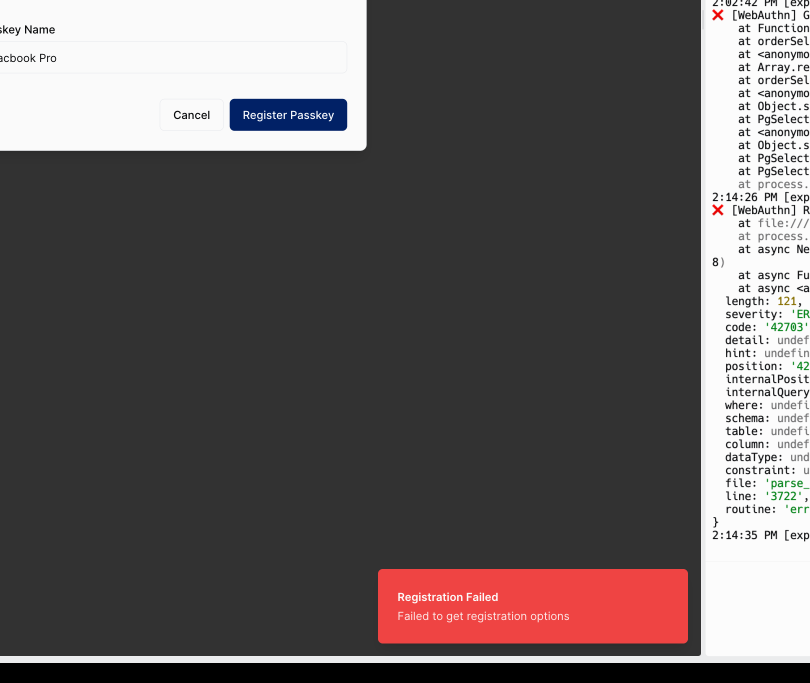 skey Name
acbook Pro
Cancel
Register Passkey
Registration Failed
Failed to get registration options
2:02:42 PM [exp
❌ [WebAuthn] G
at Function
at orderSel
at <anonymo
at Array.re
at orderSel
at <anonymo
at Object.s
at PgSelect
at <anonymo
at Object.s
at PgSelect
at PgSelect
at process.
2:14:26 PM [exp
❌ [WebAuthn] R
at file:///
at process.
at async Ne
8)
at async Fu
at async <a
length: 121,
severity: 'ER
code: '42703'
detail: undef
hint: undefin
position: '42
internalPosit
internalQuery
where: undefi
schema: undef
table: undefi
column: undef
dataType: und
constraint: u
file: 'parse_
line: '3722',
routine: 'err
}
2:14:35 PM [exp